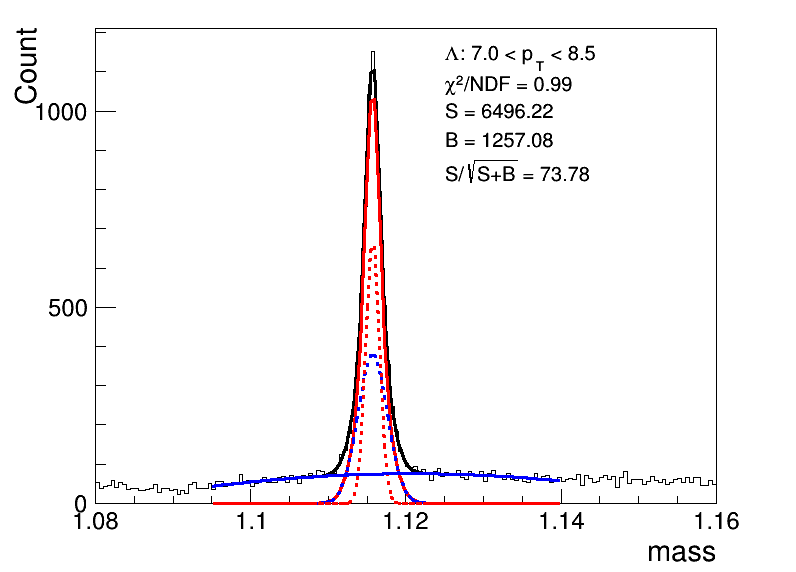 Count
Λ: 7.0 < p_T < 8.5
χ²/NDF = 0.99
1000
S = 6496.22
B = 1257.08
S/√S+B = 73.78
500
0
1.08 1.1 1.12 1.14 1.16
mass